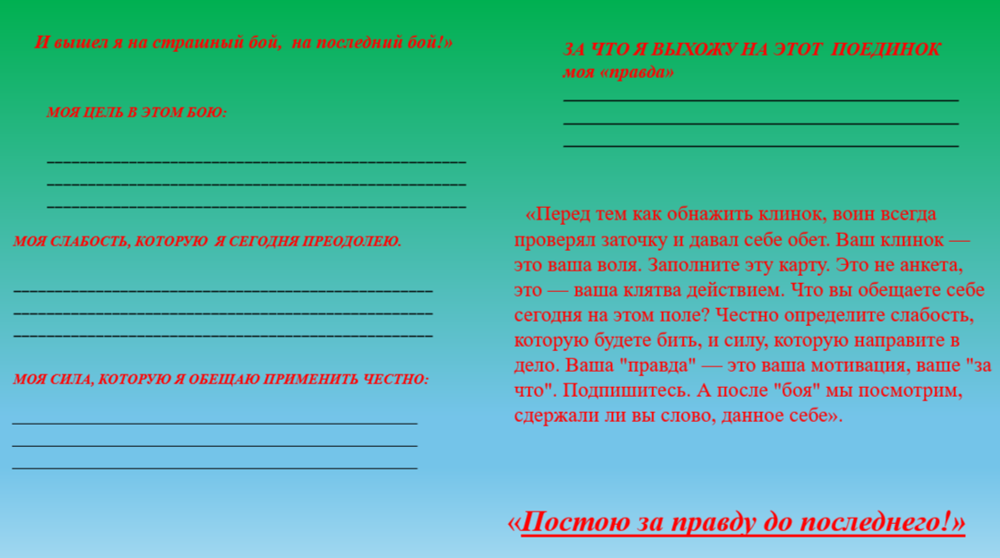 И вышел я на страшный бой,  на последний бой!»
МОЯ ЦЕЛЬ В ЭТОМ БОЮ:
МОЯ СЛАБОСТЬ, КОТОРУЮ  Я СЕГОДНЯ ПРЕОДОЛЕЮ.
МОЯ СИЛА, КОТОРУЮ Я ОБЕЩАЮ ПРИМЕНИТЬ ЧЕСТНО:
ЗА ЧТО Я ВЫХОЖУ НА ЭТОТ  ПОЕДИНОК
моя «правда»
«Перед тем как обнажить клинок, воин всегда
проверял заточку и давал себе обет. Ваш клинок —
это ваша воля. Заполните эту карту. Это не анкета,
это — ваша клятва действием. Что вы обещаете себе
сегодня на этом поле? Честно определите слабость,
которую будете бить, и силу, которую направите в
дело. Ваша "правда" — это ваша мотивация, ваше "за
что". Подпишитесь. А после "боя" мы посмотрим,
сдержали ли вы слово, данное себе».
«Постою за правду до последнего!»